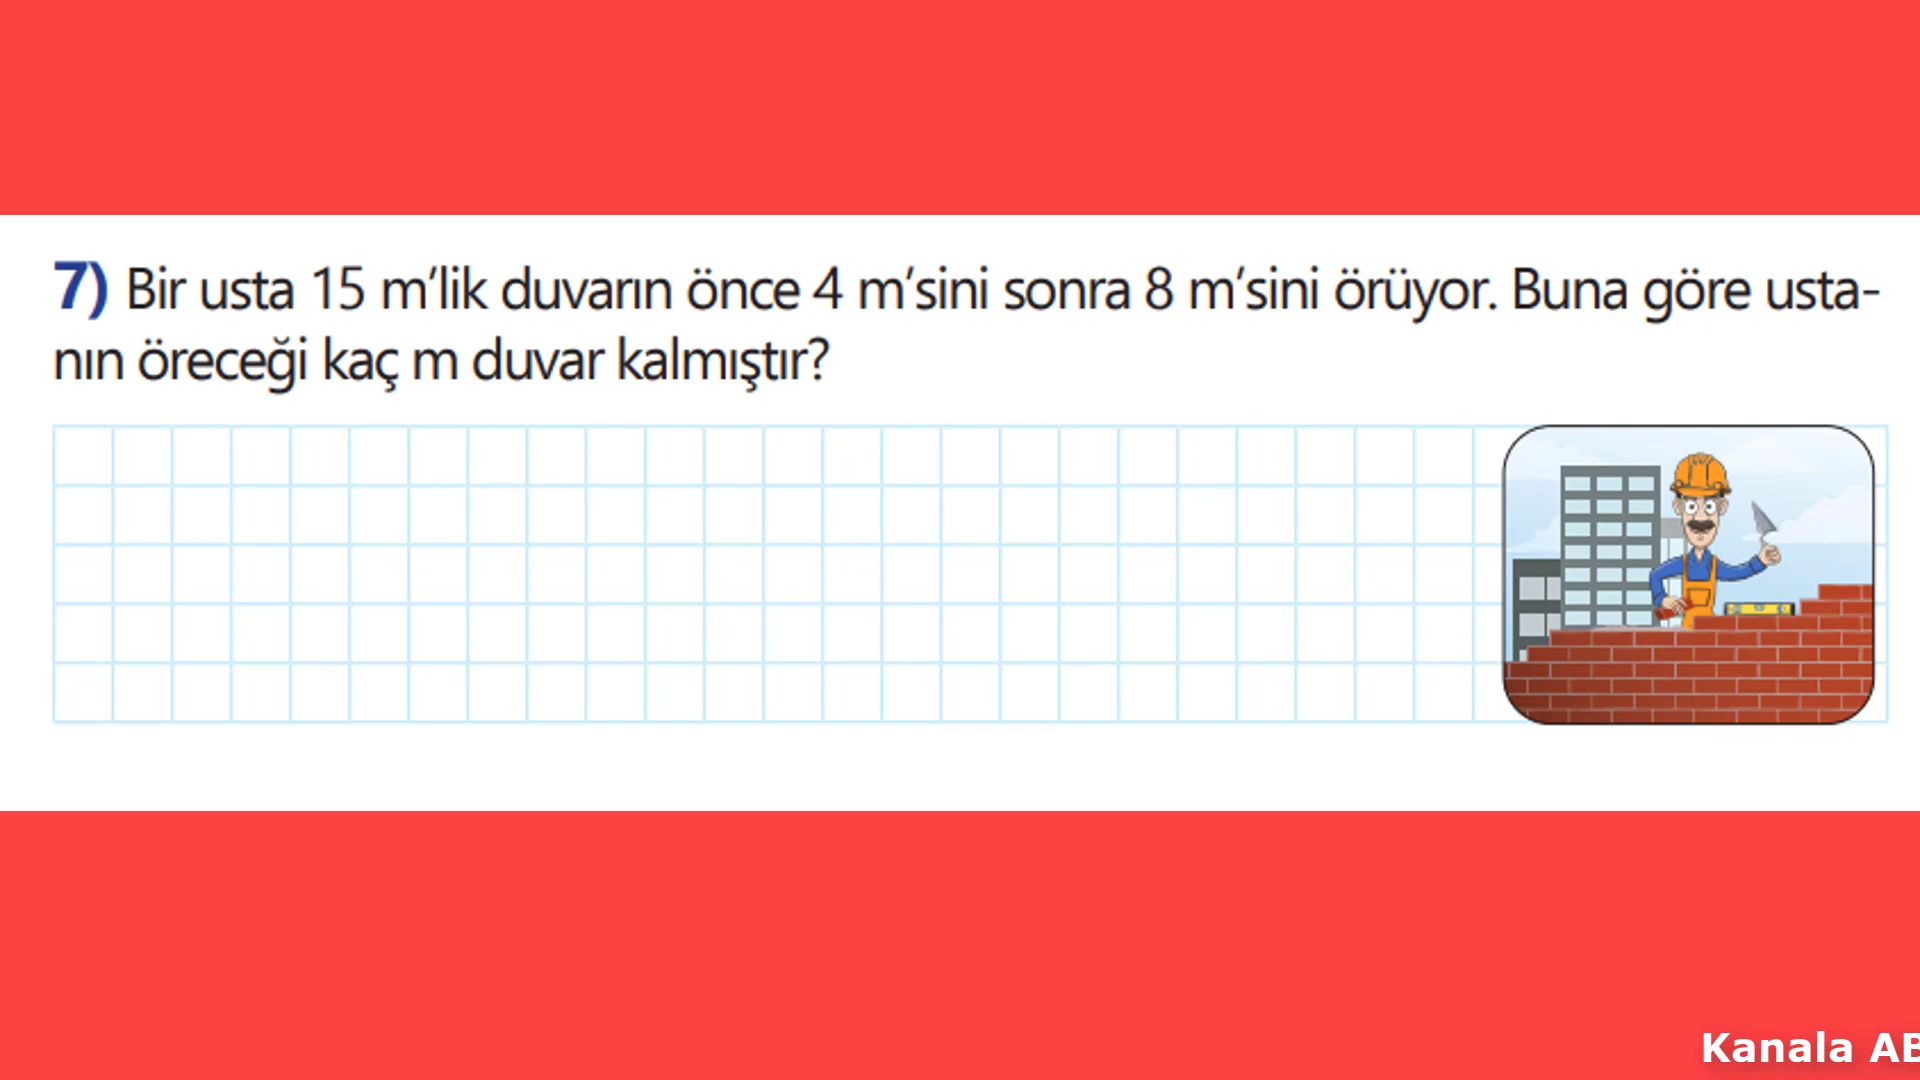 7) Bir usta 15 m’lik duvarın önce 4 m’sini sonra 8 m’sini örüyor. Buna göre usta-
nın öreceği kaç m duvar kalmıştır?
Kanala